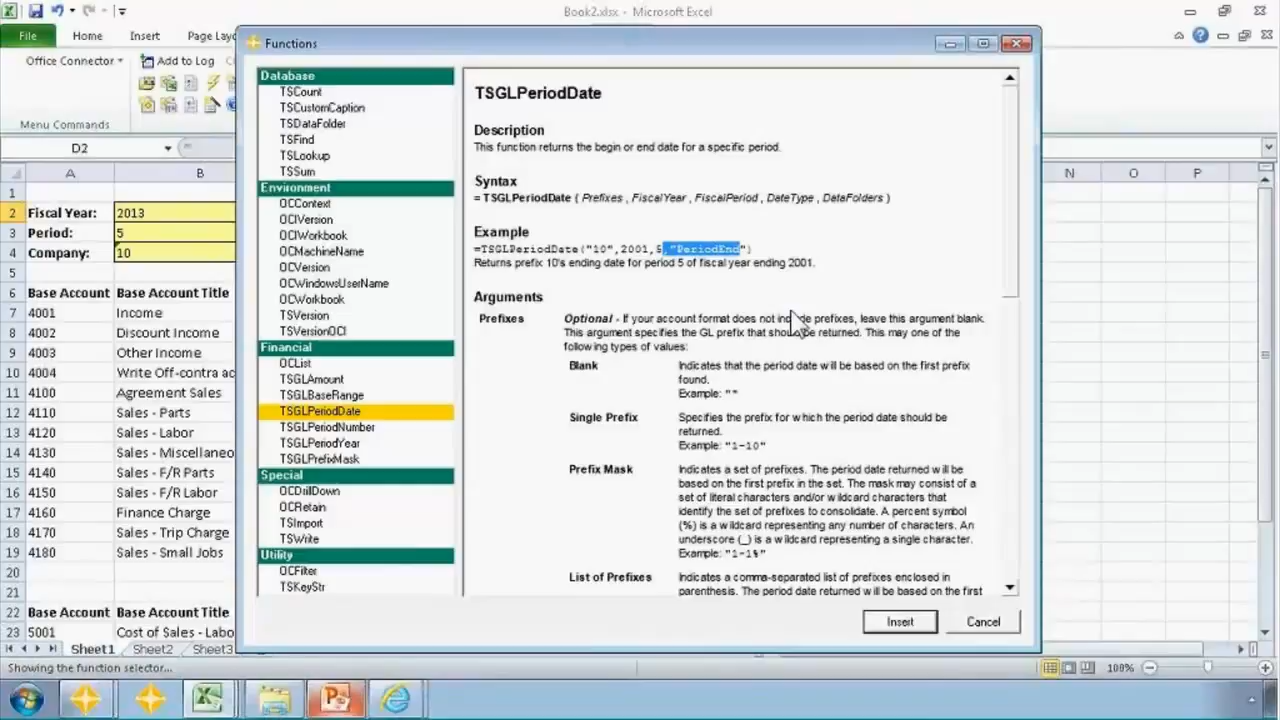 Book2.xlsx - Microsoft Excel
File
Home
Insert
Page Layo
Office Connector
Add to Log
Menu Commands
D2
Functions
A
B
N
O
P
1
2
Fiscal Year:
2013
3
Period:
5
4
Company:
10
5
6
Base Account
Base Account Title
7
4001
Income
8
4002
Discount Income
9
4003
Other Income
10
4004
Write Off-contra ac
11
4100
Agreement Sales
12
4110
Sales - Parts
13
4120
Sales - Labor
14
4130
Sales - Miscellaneo
15
4140
Sales - F/R Parts
16
4150
Sales - F/R Labor
17
4160
Finance Charge
18
4170
Sales - Trip Charge
19
4180
Sales - Small Jobs
20
21
22
Base Account
Base Account Title
23
5001
Cost of Sales - Labo
Sheet1
Sheet2
Sheet3
Showing the function selector...
100%
Database
TSCount
TSCustomCaption
TSDataFolder
TSFind
TSLookup
TSSum
Environment
OCContext
OCIVersion
OCIWorkbook
OCMachineName
OCVersion
OCWindowsUserName
OCWorkbook
TSVersion
TSVersionOCI
Financial
OCList
TSGLAmount
TSGLBaseRange
TSGLPeriodDate
TSGLPeriodNumber
TSGLPeriodYear
TSGLPrefixMask
Special
OCDrillDown
OCRetain
TSImport
TSWrite
Utility
OCFilter
TSKeyStr
TSGLPeriodDate
Description
This function returns the begin or end date for a specific period.
Syntax
= TSGLPeriodDate ( Prefixes , FiscalYear , FiscalPeriod , DateType , DataFolders )
Example
=TSGLPeriodDate("10",2001,5, "PeriodEnd")
Returns prefix 10's ending date for period 5 of fiscal year ending 2001.
Arguments
Prefixes
Optional - If your account format does not include prefixes, leave this argument blank.
This argument specifies the GL prefix that should be returned. This may one of the
following types of values:
Blank
Indicates that the period date will be based on the first prefix
found.
Example: ""
Single Prefix
Specifies the prefix for which the period date should be
returned.
Example: "1-10"
Prefix Mask
Indicates a set of prefixes. The period date returned will be
based on the first prefix in the set. The mask may consist of a
set of literal characters and/or wildcard characters that
identify the set of prefixes to consolidate. A percent symbol
(%) is a wildcard representing any number of characters. An
underscore (_) is a wildcard representing a single character.
Example: "1-1%"
List of Prefixes
Indicates a comma-separated list of prefixes enclosed in
parenthesis. The period date returned will be based on the first
Insert
Cancel